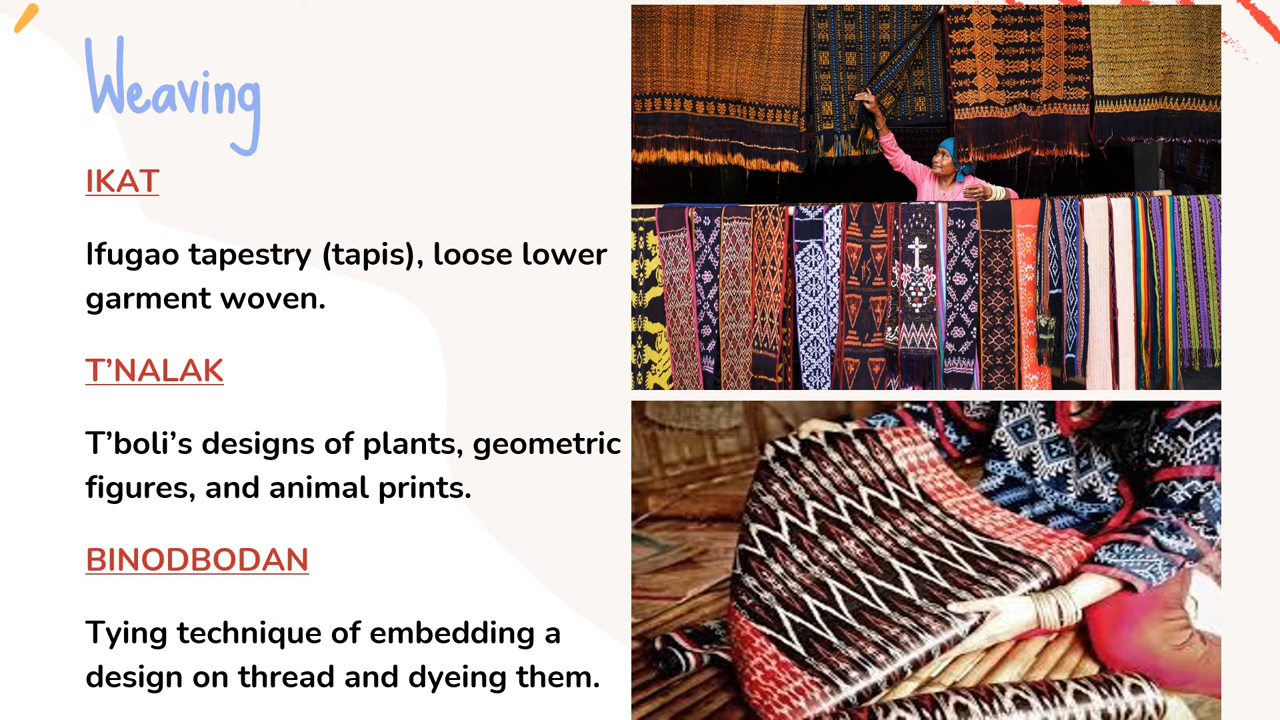 Weaving
IKAT
Ifugao tapestry (tapis), loose lower
garment woven.
T’NALAK
T’boli’s designs of plants, geometric
figures, and animal prints.
BINODBODAN
Tying technique of embedding a
design on thread and dyeing them.